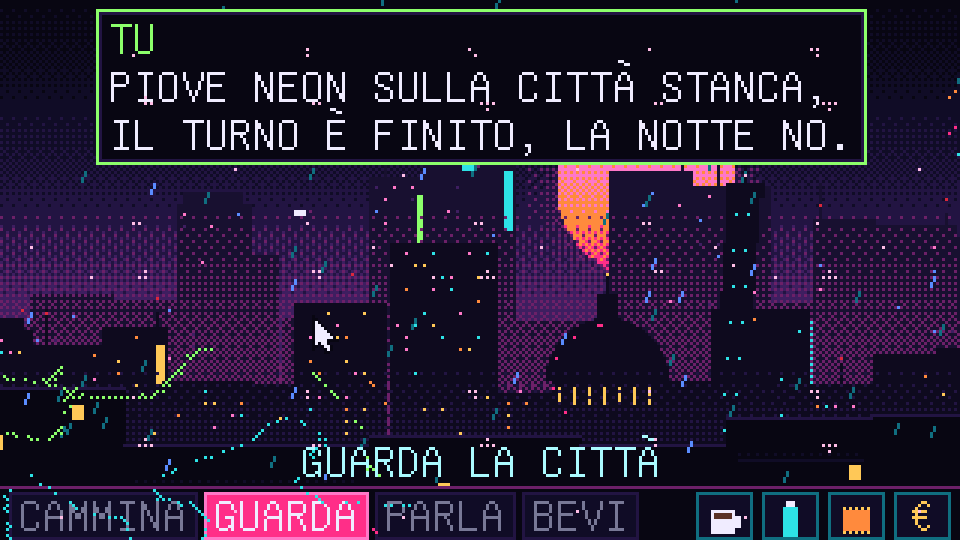 TU
PIOVE NEON SULLA CITTÀ STANCA,
IL TURNO È FINITO, LA NOTTE NO.
GUARDA LA CITTÀ
CAMMINA GUARDA PARLA BEVI €